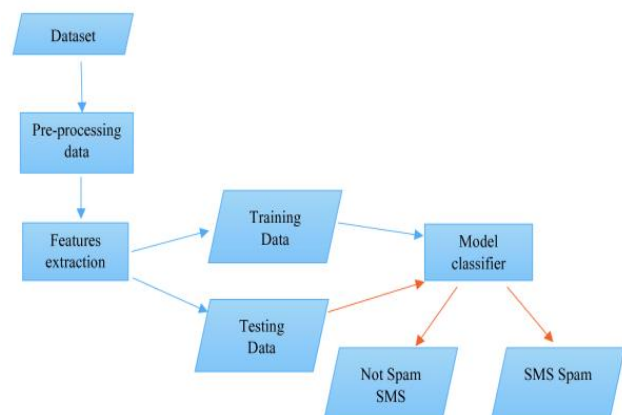 Dataset
Pre-processing
data
Features
extraction
Training
Data
Testing
Data
Model
classifier
Not Spam
SMS
SMS Spam